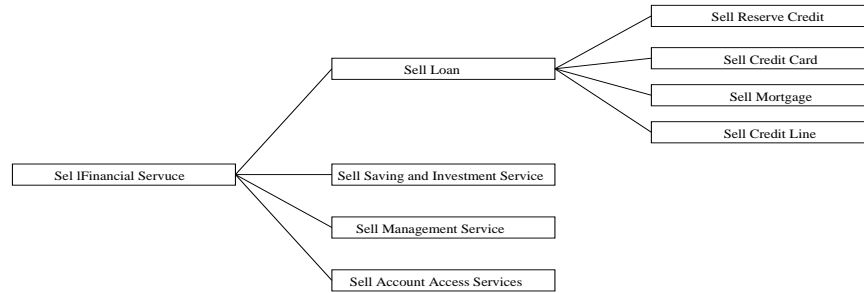 Sell Reserve Credit
Sell Loan
Sell Credit Card
Sell Mortgage
Sell Credit Line
Sel lFinancial Servuce
Sell Saving and Investment Service
Sell Management Service
Sell Account Access Services